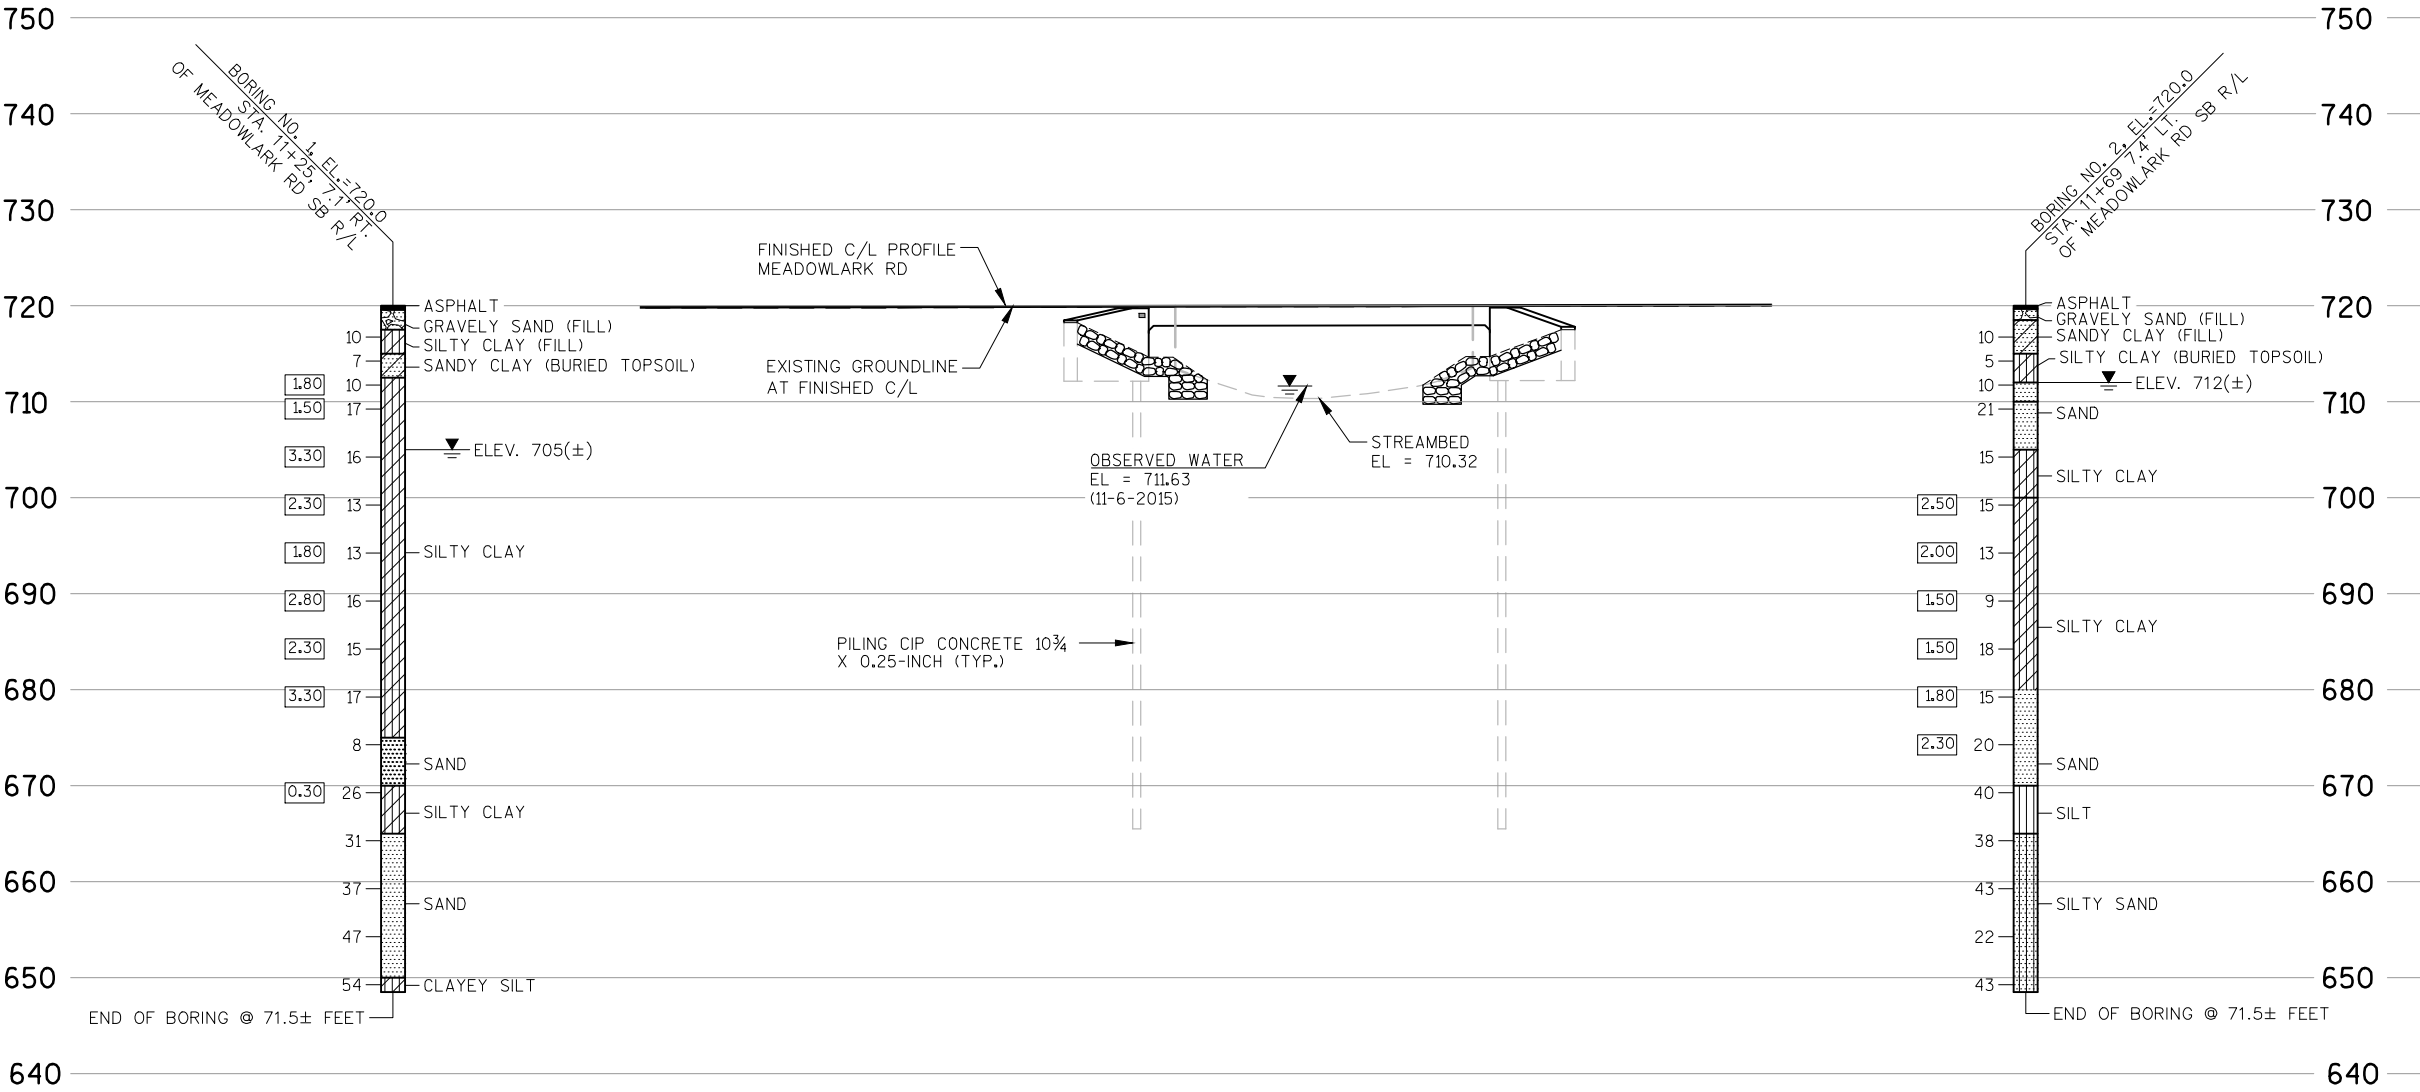 750
750
740
740
730
730
720
720
710
710
700
700
690
690
680
680
670
670
660
660
650
650
640
640
BORING NO. 1, EL.=720.0
STA. 11+25, 7.1' RT.
OF MEADOWLARK RD SB R/L
ASPHALT
GRAVELY SAND (FILL)
SILTY CLAY (FILL)
SANDY CLAY (BURIED TOPSOIL)
ELEV. 705(±)
SILTY CLAY
SAND
SILTY CLAY
SAND
CLAYEY SILT
END OF BORING @ 71.5± FEET
10
7
1.80 10
1.50 17
3.30 16
2.30 13
1.80 13
2.80 16
2.30 15
3.30 17
8
0.30 26
31
37
47
54
FINISHED C/L PROFILE
MEADOWLARK RD
EXISTING GROUNDLINE
AT FINISHED C/L
OBSERVED WATER
EL = 711.63
(11-6-2015)
STREAMBED
EL = 710.32
PILING CIP CONCRETE 10¾
X 0.25-INCH (TYP.)
BORING NO. 2, EL.=720.0
STA. 11+69 7.4' LT.
OF MEADOWLARK RD SB R/L
ASPHALT
GRAVELY SAND (FILL)
SANDY CLAY (FILL)
SILTY CLAY (BURIED TOPSOIL)
ELEV. 712(±)
SAND
SILTY CLAY
SILTY CLAY
SAND
SILT
SILTY SAND
END OF BORING @ 71.5± FEET
10
5
10
21
15
2.50 15
2.00 13
1.50 9
1.50 18
1.80 15
2.30 20
40
38
43
22
43